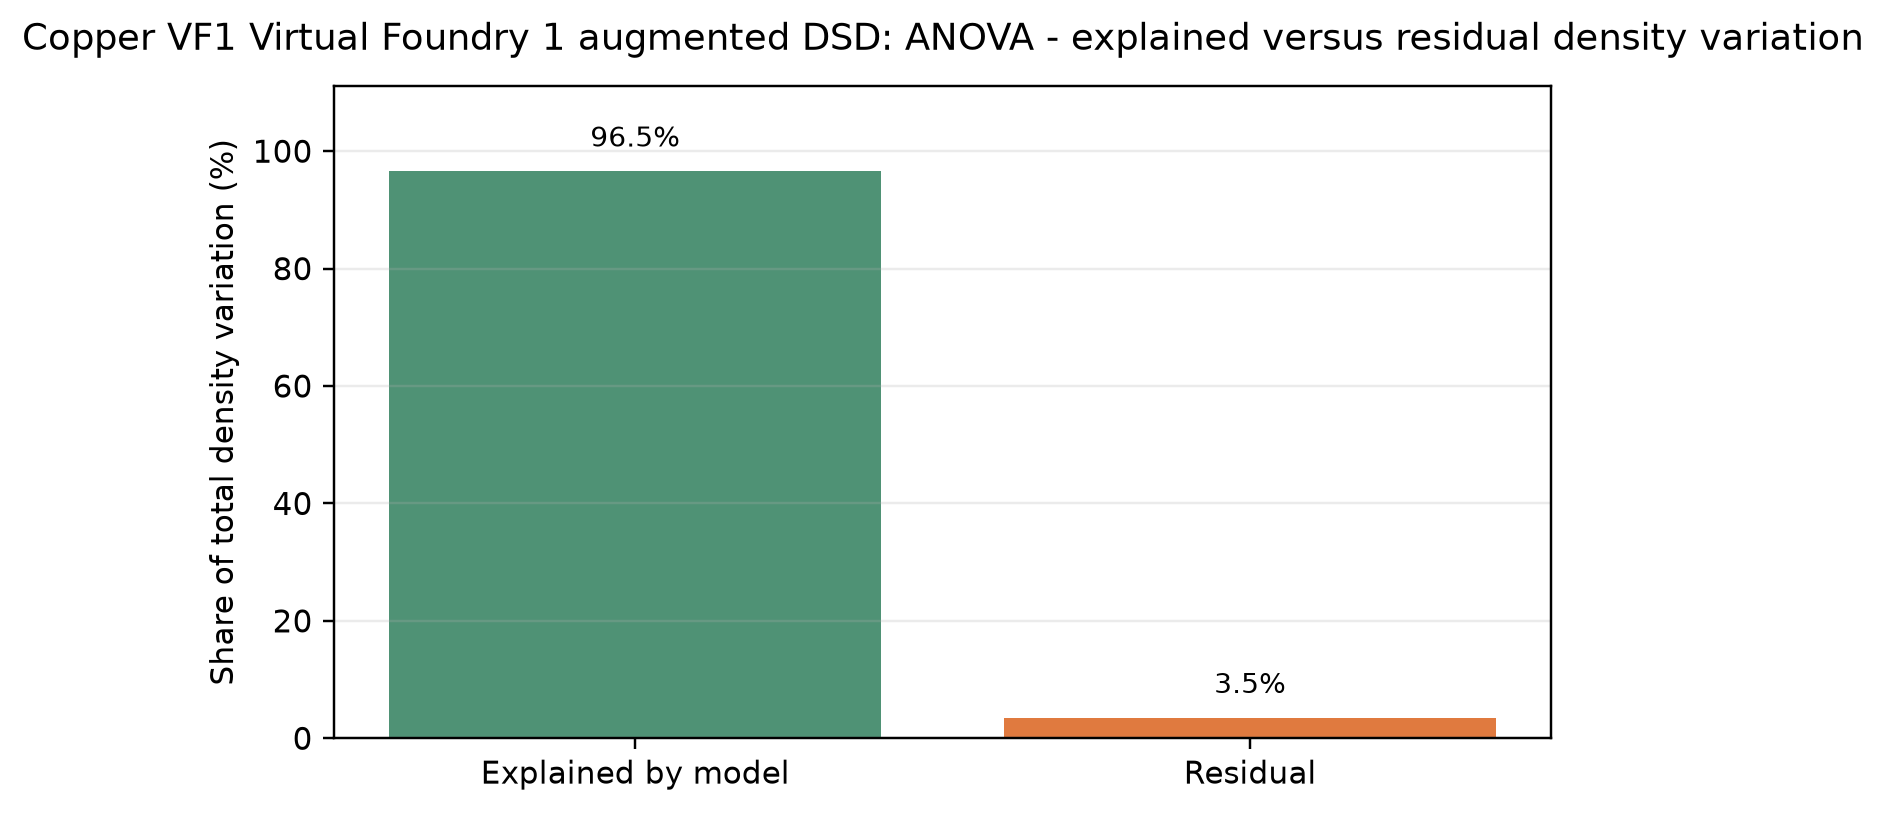 Copper VF1 Virtual Foundry 1 augmented DSD: ANOVA - explained versus residual density variation
Share of total density variation (%)
100
80
60
40
20
0
96.5%
3.5%
Explained by model
Residual